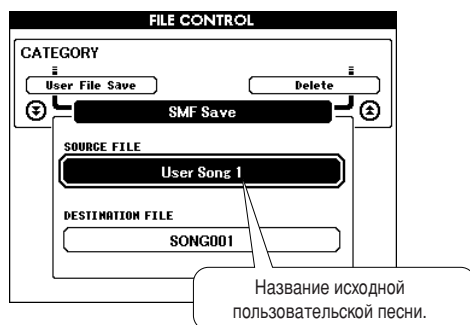 FILE CONTROL
CATEGORY
User File Save
Delete
SMF Save
SOURCE FILE
User Song 1
DESTINATION FILE
SONG001
Название исходной
пользовательской песни.